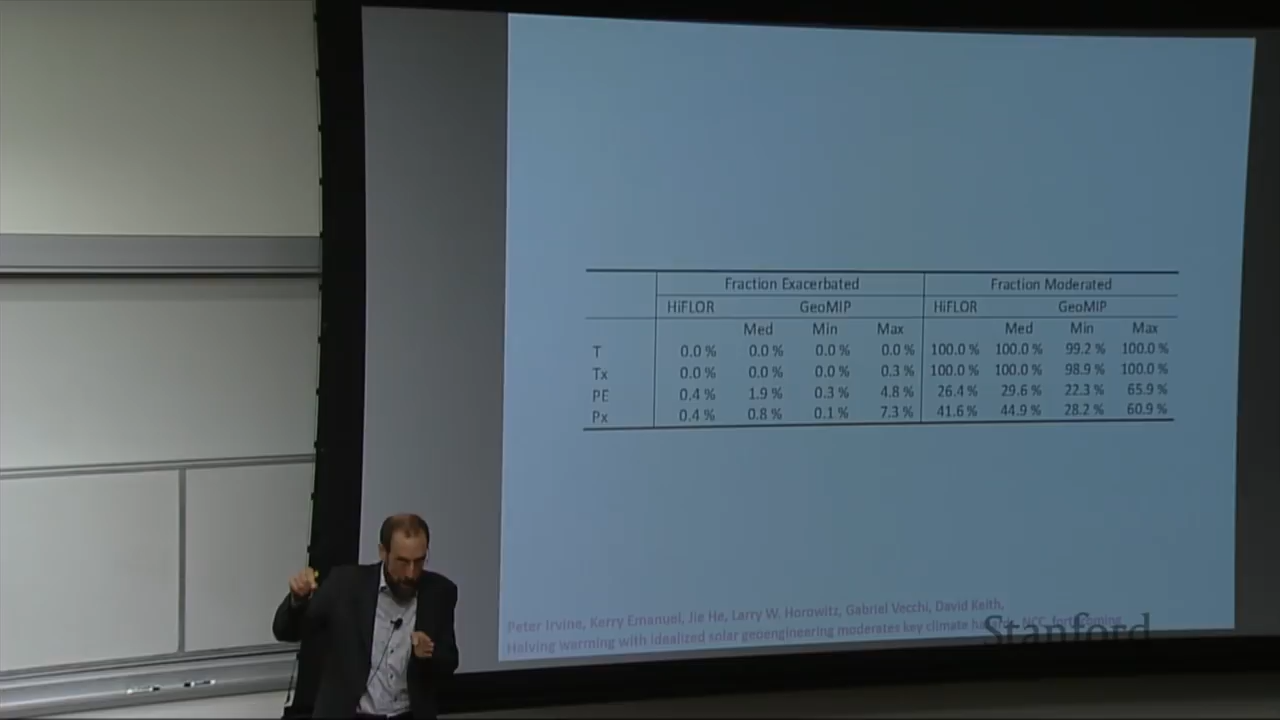 Fraction Exacerbated Fraction Moderated
HiFLOR GeoMIP HiFLOR GeoMIP
Med Min Max Med Min Max
T 0.0 % 0.0 % 0.0 % 0.0 % 100.0 % 100.0 % 99.2 % 100.0 %
Tx 0.0 % 0.0 % 0.0 % 0.3 % 100.0 % 100.0 % 98.9 % 100.0 %
PE 0.4 % 1.9 % 0.3 % 4.8 % 26.4 % 29.6 % 22.3 % 65.9 %
Px 0.4 % 0.8 % 0.1 % 7.3 % 41.6 % 44.9 % 28.2 % 60.9 %
Peter Irvine, Kerry Emanuel, Jie He, Larry W. Horowitz, Gabriel Vecchi, David Keith,
Halving warming with idealized solar geoengineering moderates key climate NCC, forthcoming
Stanford